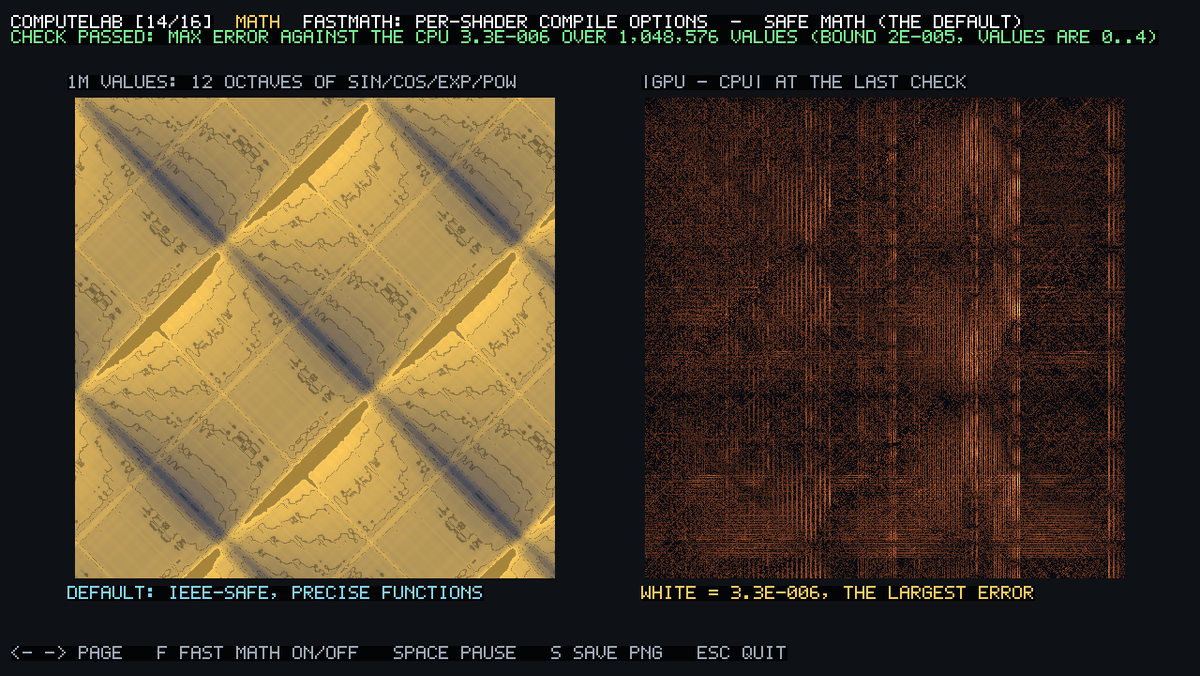 COMPUTELAB [14/16]  MATH  FASTMATH: PER-SHADER COMPILE OPTIONS  -  SAFE MATH (THE DEFAULT)
CHECK PASSED: MAX ERROR AGAINST THE CPU 3.3E-006 OVER 1,048,576 VALUES (BOUND 2E-005, VALUES ARE 0..4)
1M VALUES: 12 OCTAVES OF SIN/COS/EXP/POW
|GPU - CPU| AT THE LAST CHECK
DEFAULT: IEEE-SAFE, PRECISE FUNCTIONS
WHITE = 3.3E-006, THE LARGEST ERROR
<- -> PAGE   F FAST MATH ON/OFF   SPACE PAUSE   S SAVE PNG   ESC QUIT